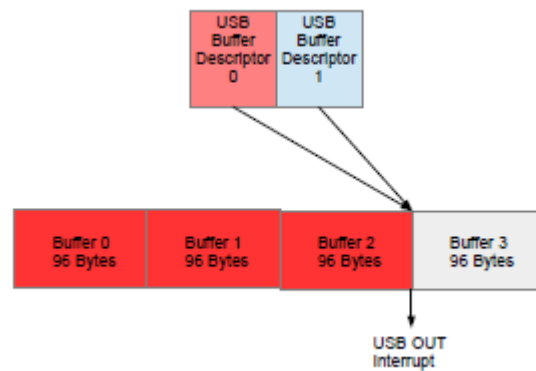 USB
Buffer
Descriptor
0
USB
Buffer
Descriptor
1
Buffer 0
96 Bytes
Buffer 1
96 Bytes
Buffer 2
96 Bytes
Buffer 3
96 Bytes
USB OUT
Interrupt